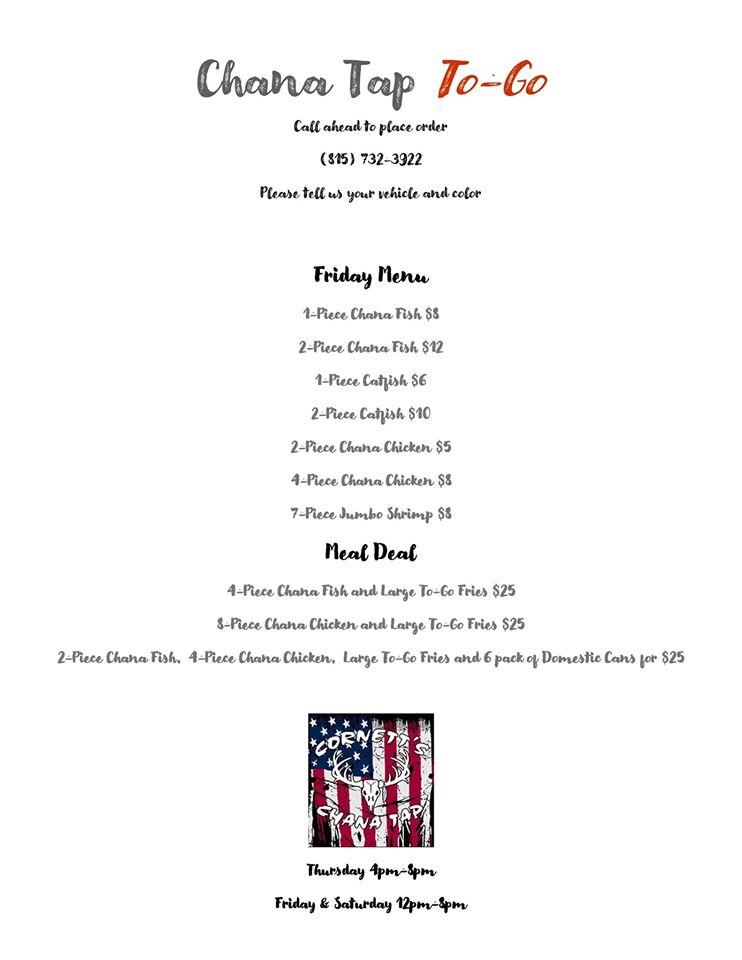 Chana Tap To-Go
Call ahead to place order
(815) 732-3922
Please tell us your vehicle and color
Friday Menu
1-Piece Chana Fish $8
2-Piece Chana Fish $12
1-Piece Catfish $6
2-Piece Catfish $10
2-Piece Chana Chicken $5
4-Piece Chana Chicken $8
7-Piece Jumbo Shrimp $8
Meal Deal
4-Piece Chana Fish and Large To-Go Fries $25
8-Piece Chana Chicken and Large To-Go Fries $25
2-Piece Chana Fish, 4-Piece Chana Chicken, Large To-Go Fries and 6 pack of Domestic Cans for $25
CORNETT'S
CHANA TAP
Thursday 4pm-8pm
Friday & Saturday 12pm-8pm